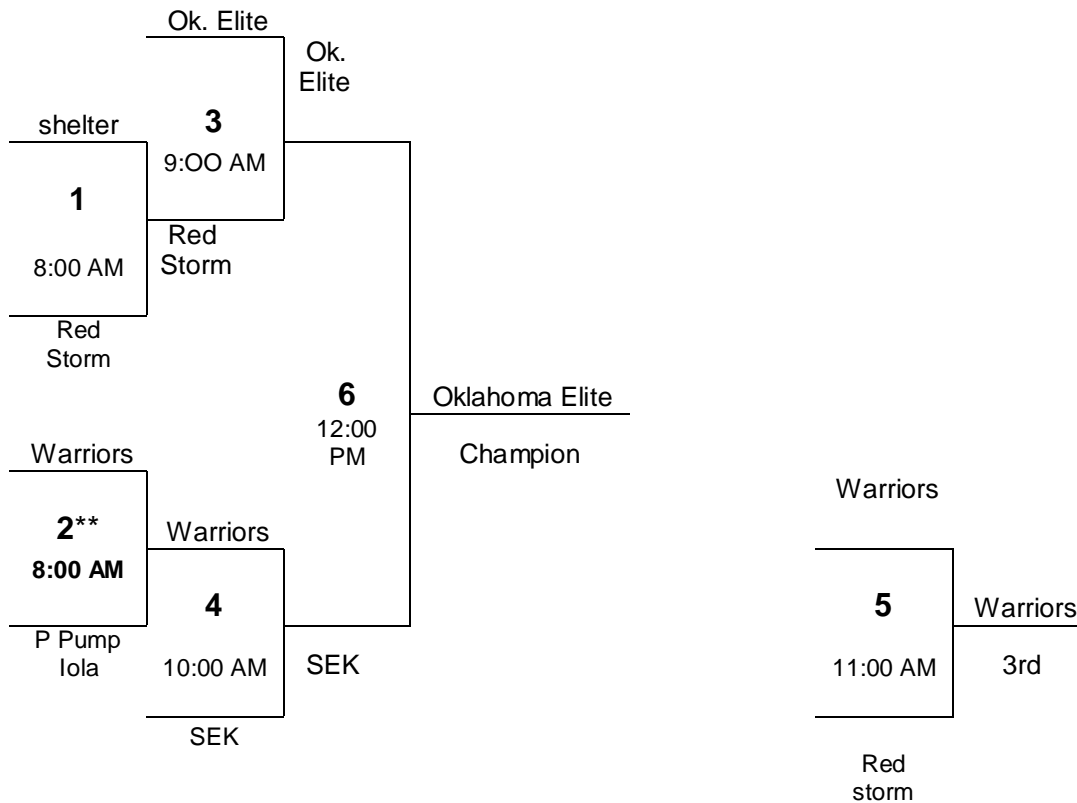 Ok. Elite
Ok.
Elite
shelter
3
9:OO AM
1
8:00 AM
Red
Storm
Red
Storm
6
12:00
PM
Oklahoma Elite
Champion
Warriors
2**
8:00 AM
P Pump
Iola
Warriors
4
10:00 AM
SEK
SEK
Warriors
5
11:00 AM
Warriors
3rd
Red
storm